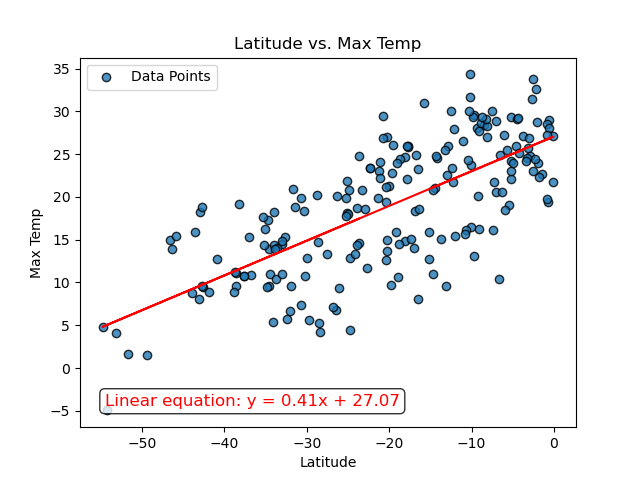 Latitude vs. Max Temp
Data Points
35
30
25
20
15
10
5
0
−5
Max Temp
Linear equation: y = 0.41x + 27.07
−50 −40 −30 −20 −10 0
Latitude